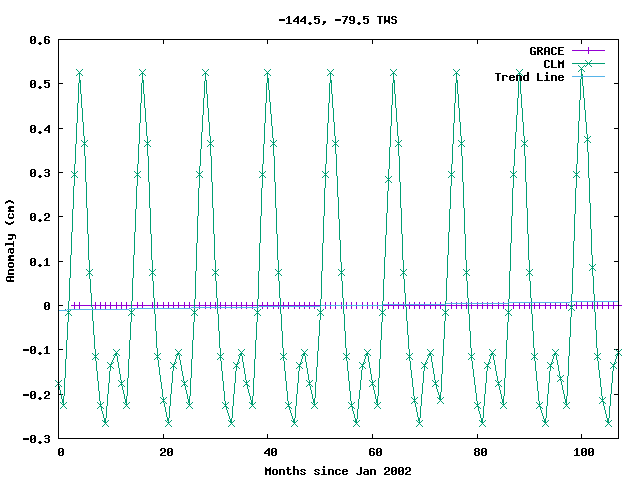 -144.5, -79.5 TWS
GRACE
CLM
Trend Line
0.6
0.5
0.4
0.3
0.2
0.1
0
-0.1
-0.2
-0.3
Anomaly (cm)
0 20 40 60 80 100
Months since Jan 2002